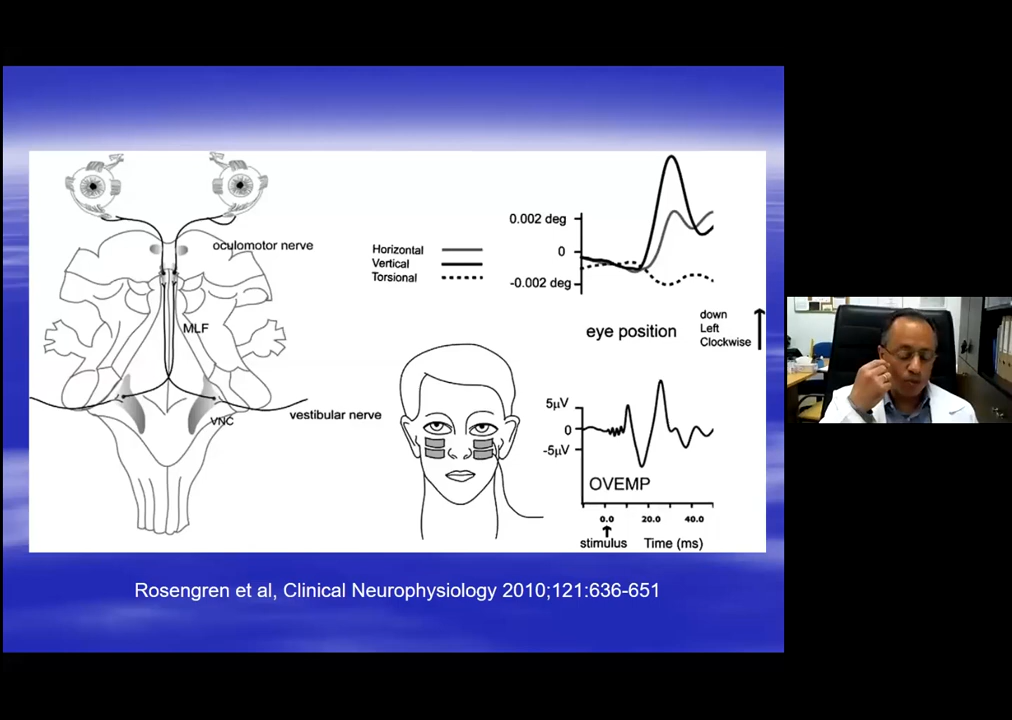 oculomotor nerve
MLF
vestibular nerve
VNC
Horizontal
Vertical
Torsional
0.002 deg
0
-0.002 deg
eye position
down
Left
Clockwise
5µV
0
-5µV
OVEMP
0.0 20.0 40.0
stimulus Time (ms)
Rosengren et al, Clinical Neurophysiology 2010;121:636-651